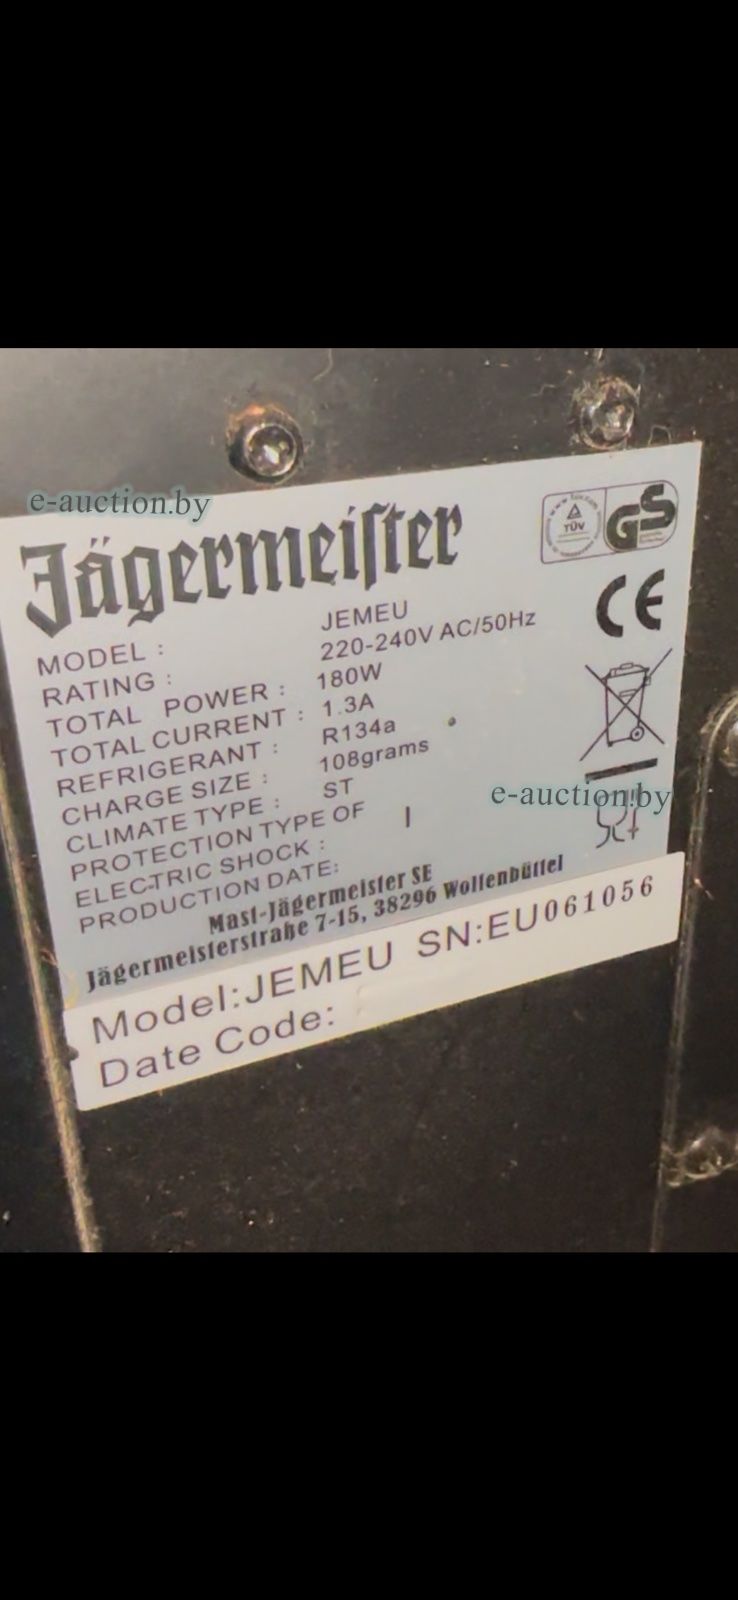 e-auction.by
Jägermeiſter
TÜV
GS
CE
MODEL : JEMEU
RATING : 220-240V AC/50Hz
TOTAL POWER : 180W
TOTAL CURRENT : 1.3A
REFRIGERANT : R134a
CHARGE SIZE : 108grams
CLIMATE TYPE : ST
PROTECTION TYPE OF I
ELECTRIC SHOCK :
PRODUCTION DATE:
e-auction.by
Mast-Jägermeister SE
Jägermeisterstraße 7-15, 38296 Wolfenbüttel
Model:JEMEU SN:EU061056
Date Code: